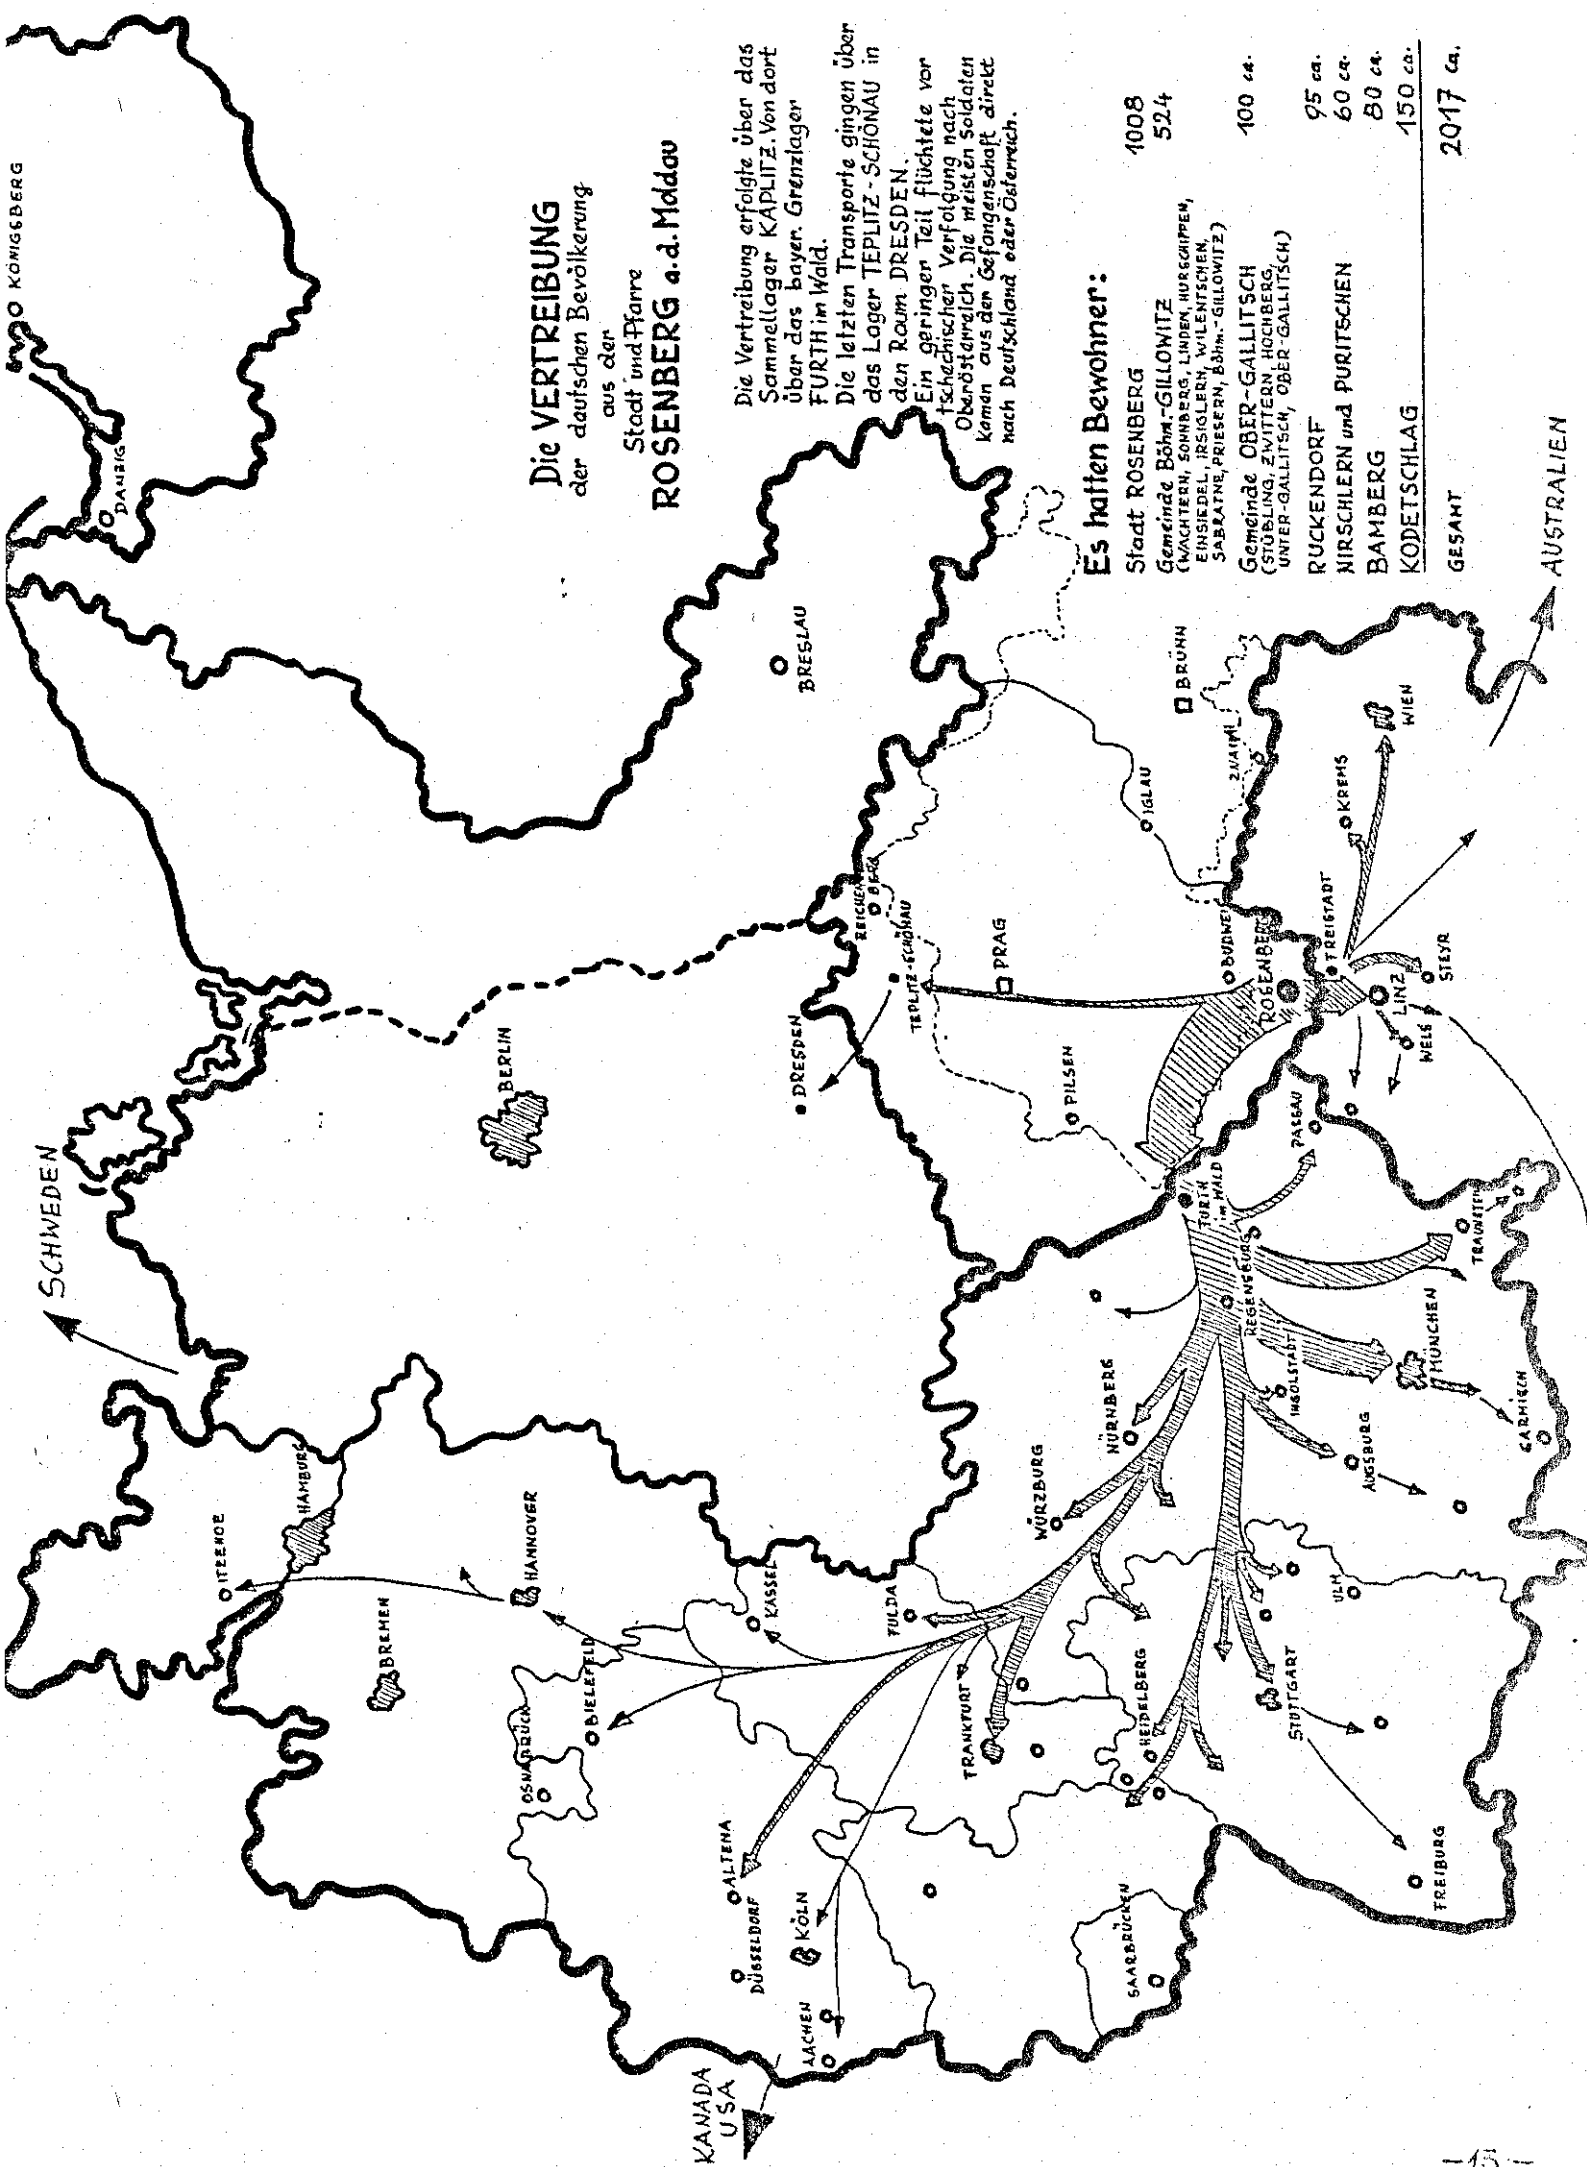 Die VERTREIBUNG
der deutschen Bevölkerung
aus der
Stadt und Pfarre
ROSENBERG a.d. Moldau
Die Vertreibung erfolgte über das
Sammellager KAPLITZ. Von dort
über das bayer. Grenzlager
FURTH im Wald.
Die letzten Transporte gingen über
das Lager TEPLITZ-SCHÖNAU in
den Raum DRESDEN.
Ein geringer Teil flüchtete vor
tschechischer Verfolgung nach
Oberösterreich. Die meisten Soldaten
kamen aus der Gefangenschaft direkt
nach Deutschland oder Österreich.
Es hatten Bewohner:
Stadt ROSENBERG 1008
Gemeinde Böhm.-GILLOWITZ 524
(WACHTERN, SONNBERG, LINDEN, HURSCHIPPEN,
EINSIEDEL, IRSIGLERN, WILENTSCHEN,
SABRATNE, PRIESERN, Böhm.-GILLOWITZ)
Gemeinde OBER-GALLITSCH 100 ca.
(STÜBLING, ZWITTERN, HOCHBERG,
UNTER-GALLITSCH, OBER-GALLITSCH)
RUCKENDORF 95 ca.
NIRSCHLERN und PURITSCHEN 60 ca.
BAMBERG 80 ca.
KODETSCHLAG 150 ca.
GESAMT 2017 ca.
SCHWEDEN
KÖNIGSBERG
DANZIG
ITZEHOE
HAMBURG
BREMEN
HANNOVER
BERLIN
OSNABRÜCK
BIELEFELD
KASSEL
BRESLAU
ALTENA
DÜSSELDORF
KÖLN
AACHEN
KANADA
USA
FULDA
DRESDEN
REICHEN
BERG
TEPLITZ-SCHÖNAU
FRANKFURT
WÜRZBURG
PRAG
PILSEN
NÜRNBERG
HEIDELBERG
SAARBRÜCKEN
IGLAU
BRÜNN
FURTH
im WALD
BUDWEIS
ZNAIM
ROSENBERG
REGENSBURG
INGOLSTADT
STUTTGART
PASSAU
FREISTADT
KREMS
ULM
AUGSBURG
MÜNCHEN
LINZ
WIEN
WELS
STEYR
TRAUNSTEIN
FREIBURG
GARMISCH
AUSTRALIEN
-15-